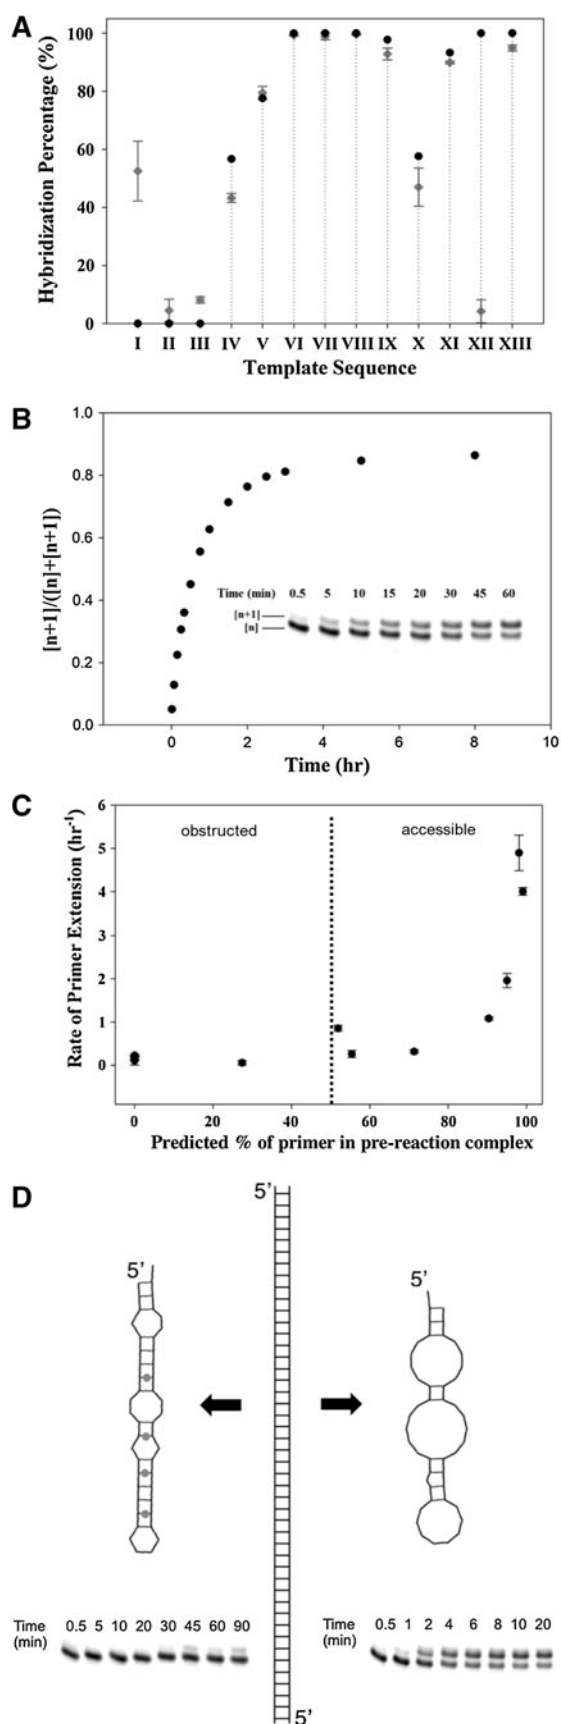 A
Hybridization Percentage (%)
100
80
60
40
20
0
I II III IV V VI VII VIII IX X XI XII XIII
Template Sequence
B
[n+1]/([n]+[n+1])
1.0
0.8
0.6
0.4
0.2
0.0
Time (min) 0.5 5 10 15 20 30 45 60
[n+1]
[n]
0 2 4 6 8 10
Time (hr)
C
Rate of Primer Extension (hr⁻¹)
6
5
4
2
1
0
obstructed accessible
0 20 40 60 80 100
Predicted % of primer in pre-reaction complex
D
5'
5'
5'
Time
(min)
0.5 5 10 20 30 45 60 90
Time
(min)
0.5 1 2 4 6 8 10 20
5'